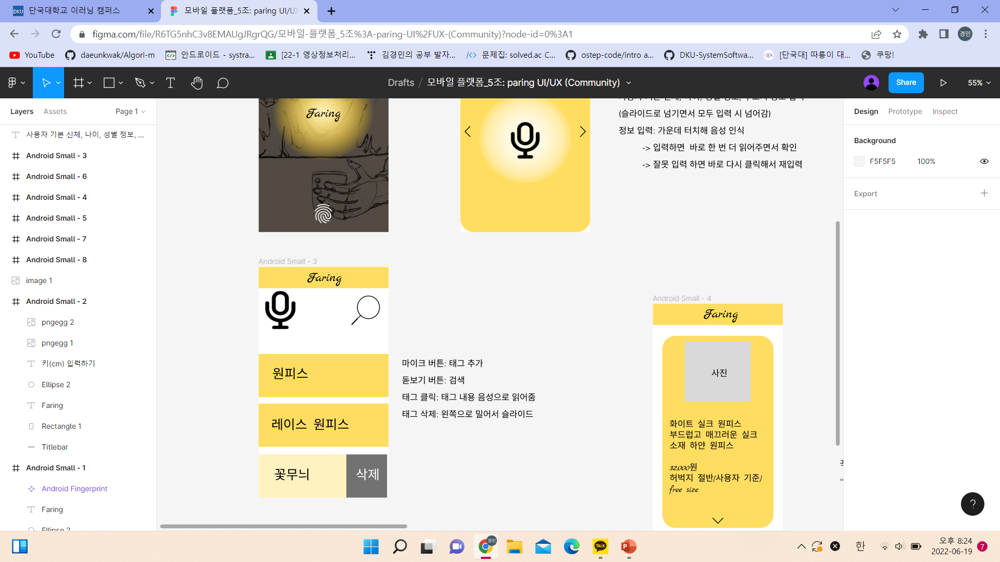 DKU 단국대학교 이러닝 캠퍼스
모바일 플랫폼_5조: paring UI/UX
figma.com/file/R6TG5nhC3v8EMAUgJRgrQG/모바일-플랫폼_5조%3A-paring-UI%2FUX-(Community)?node-id=0%3A1
경민
YouTube
daeunkwak/Algori-m
안드로이드 - systra...
[22-1 영상정보처리...
김경민의 공부 발자...
문제집: solved.ac C...
ostep-code/intro a...
DKU-SystemSoftwa...
[단국대] 따릉이 대...
쿠팡!
Drafts / 모바일 플랫폼_5조: paring UI/UX (Community)
Share
55%
Layers
Assets
Page 1
사용자 기본 신체, 나이, 성별 정보, ...
Android Small - 3
Android Small - 6
Android Small - 4
Android Small - 5
Android Small - 7
Android Small - 8
image 1
Android Small - 2
pngegg 2
pngegg 1
키(cm) 입력하기
Ellipse 2
Faring
Rectangle 1
Titlebar
Android Small - 1
Android Fingerprint
Faring
Ellipse 2
Faring
(슬라이드로 넘기면서 모두 입력 시 넘어감)
정보 입력: 가운데 터치해 음성 인식
-> 입력하면 바로 한 번 더 읽어주면서 확인
-> 잘못 입력 하면 바로 다시 클릭해서 재입력
Android Small - 3
Faring
원피스
레이스 원피스
꽃무늬
삭제
마이크 버튼: 태그 추가
돋보기 버튼: 검색
태그 클릭: 태그 내용 음성으로 읽어줌
태그 삭제: 왼쪽으로 밀어서 슬라이드
Android Small - 4
Faring
사진
화이트 실크 원피스
부드럽고 매끄러운 실크
소재 하얀 원피스
32,000원
허벅지 절반(사용자 기준)
free size
Design
Prototype
Inspect
Background
F5F5F5
100%
Export
?
경민
TALK
한
오후 8:24
2022-06-19
7